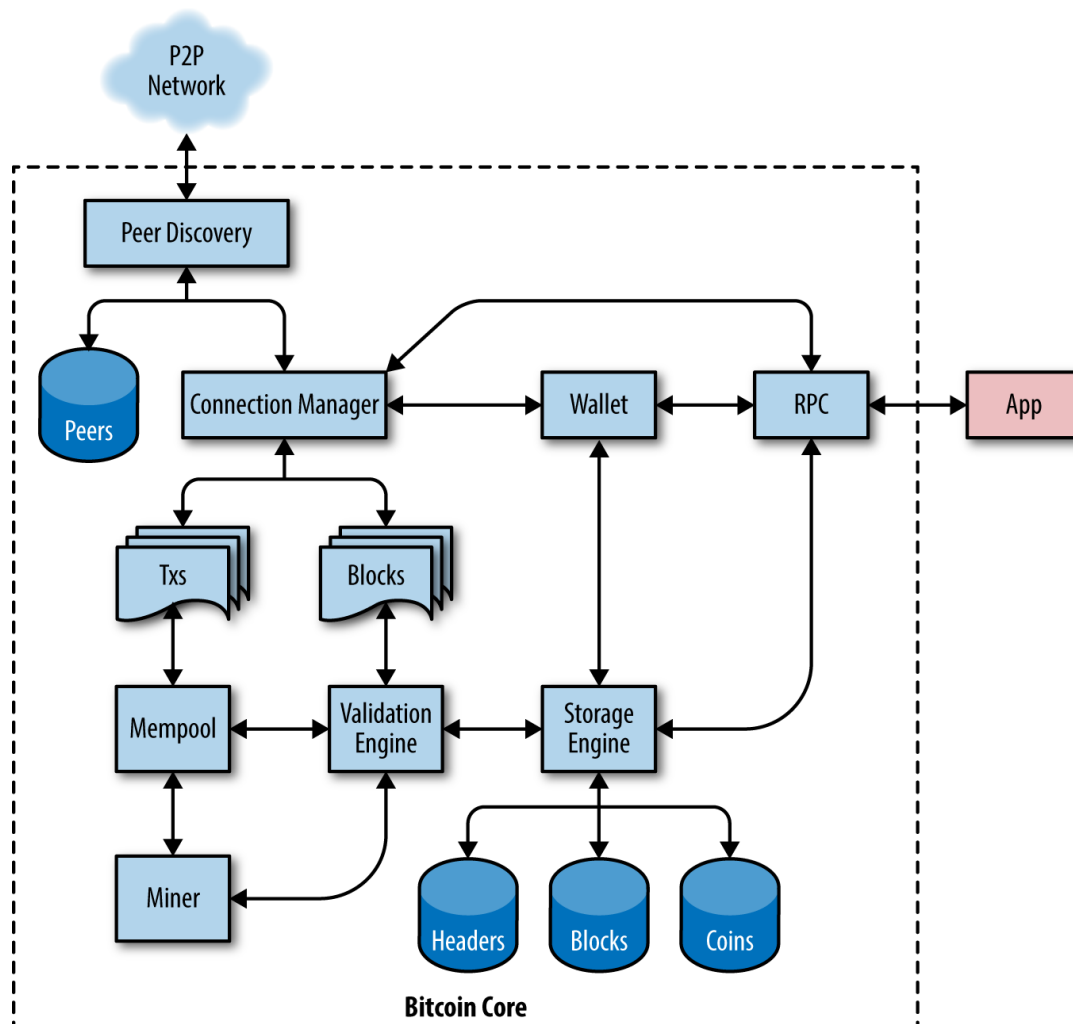 P2P
Network
Peer Discovery
Peers
Connection Manager
Wallet
RPC
App
Txs
Blocks
Mempool
Validation
Engine
Storage
Engine
Miner
Headers
Blocks
Coins
Bitcoin Core